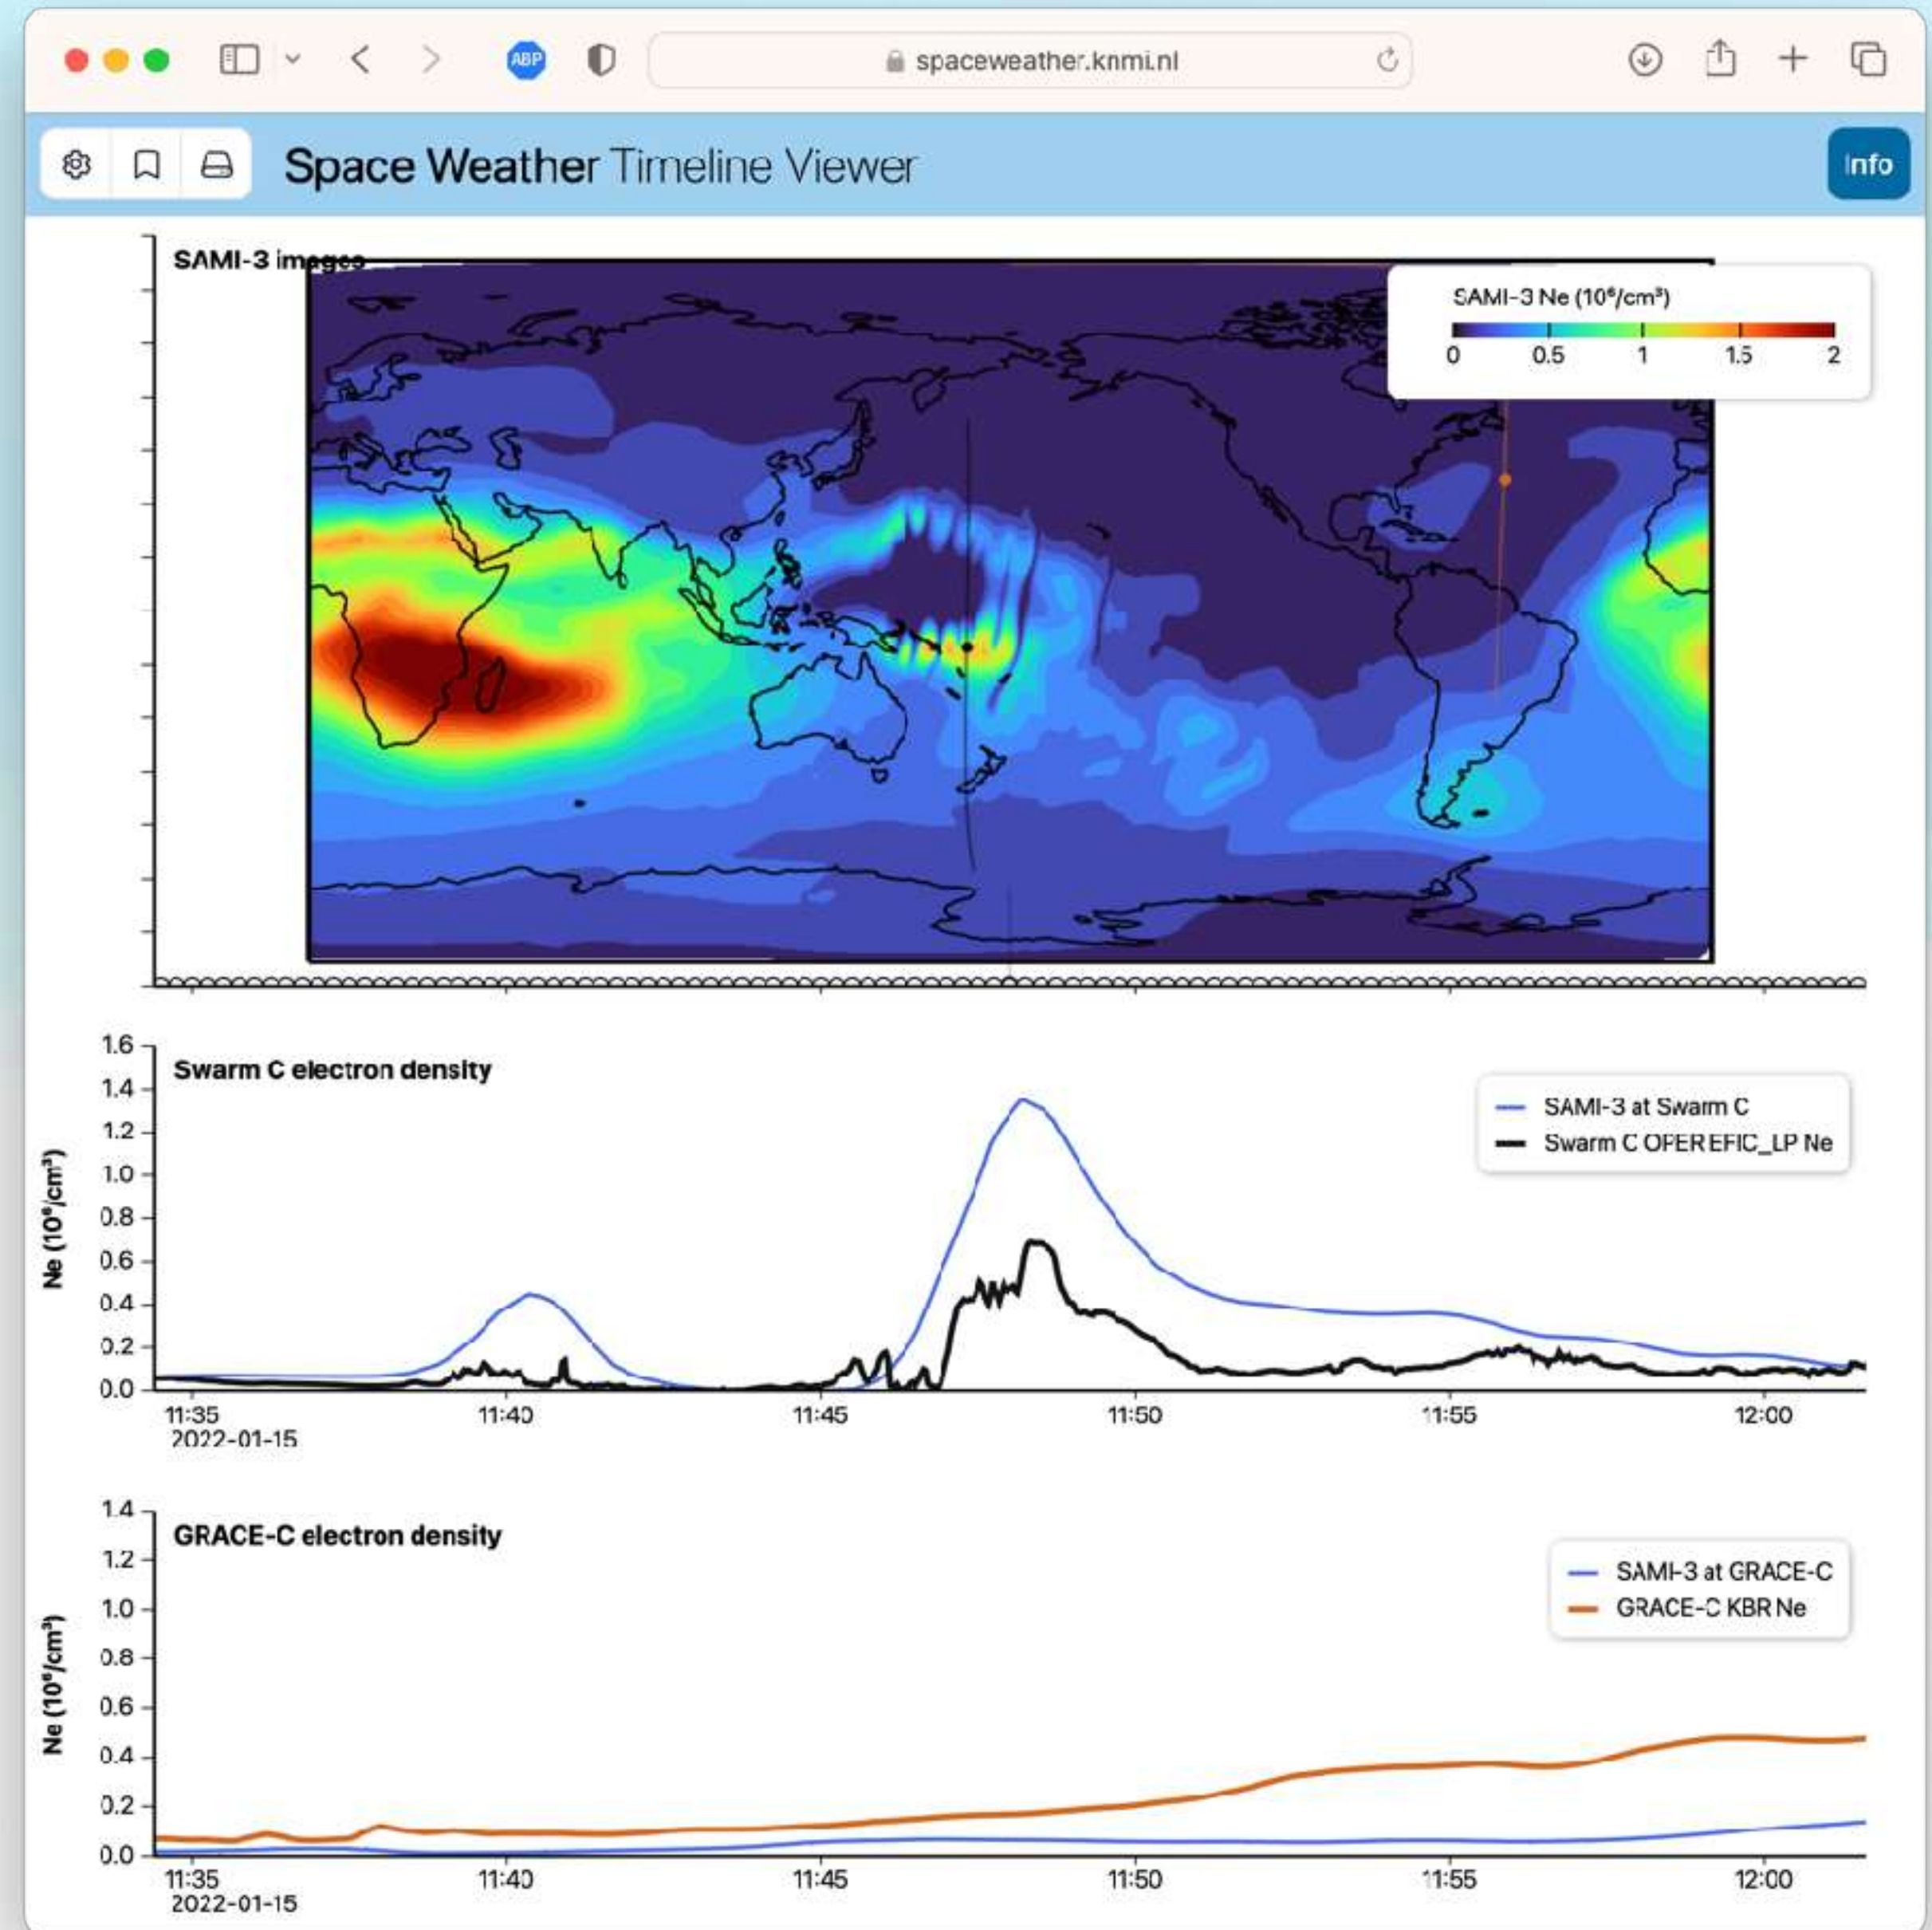 ABP
spaceweather.knmi.nl
Space Weather Timeline Viewer
Info
SAMI-3 images
SAMI-3 Ne (10⁶/cm³)
0 0.5 1 1.5 2
Swarm C electron density
SAMI-3 at Swarm C
Swarm C OPER EFIC_LP Ne
Ne (10⁶/cm³)
1.6
1.4
1.2
1.0
0.8
0.6
0.4
0.2
0.0
11:35 11:40 11:45 11:50 11:55 12:00
2022-01-15
GRACE-C electron density
SAMI-3 at GRACE-C
GRACE-C KBR Ne
Ne (10⁶/cm³)
1.4
1.2
1.0
0.8
0.6
0.4
0.2
0.0
11:35 11:40 11:45 11:50 11:55 12:00
2022-01-15